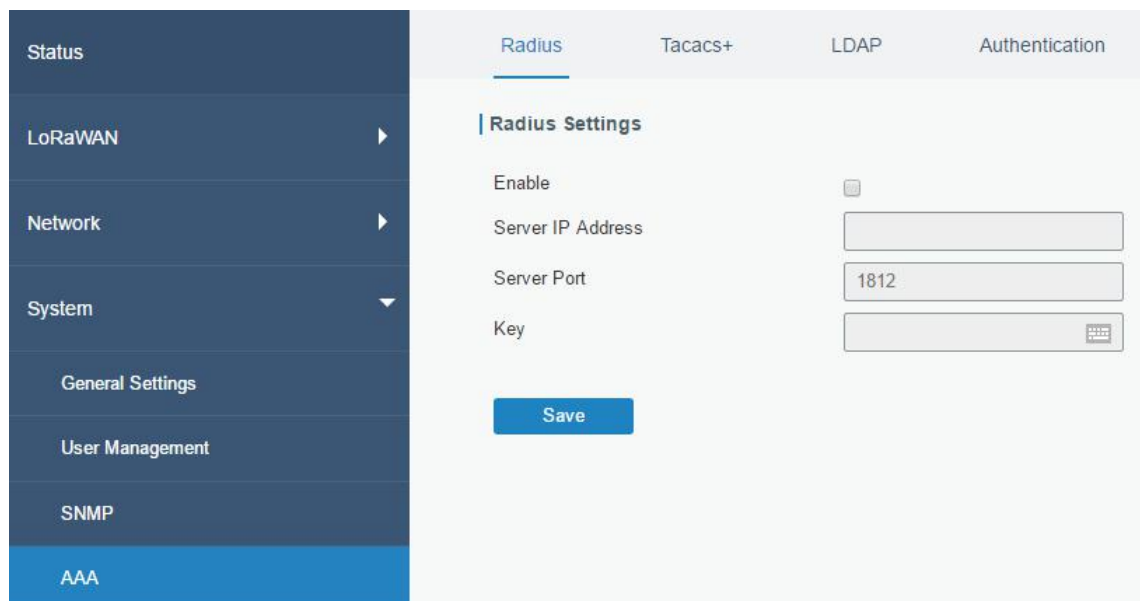 Status
LoRaWAN
Network
System
General Settings
User Management
SNMP
AAA
Radius Tacacs+ LDAP Authentication
Radius Settings
Enable
Server IP Address
Server Port 1812
Key
Save